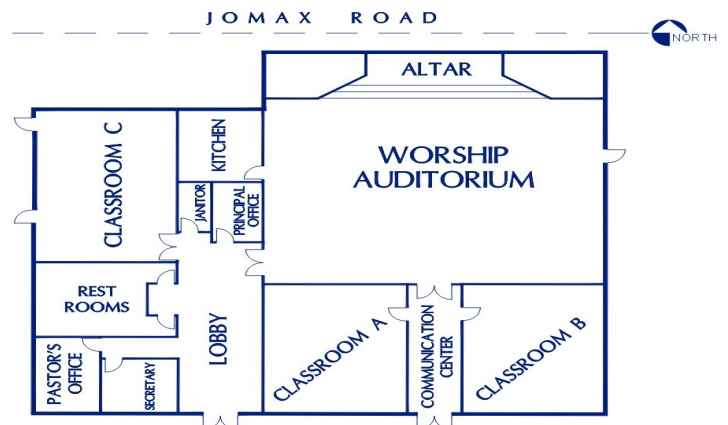 JOMAX ROAD
NORTH
ALTAR
CLASSROOM C
KITCHEN
WORSHIP
AUDITORIUM
JANITOR
PRINCIPAL
OFFICE
REST
ROOMS
LOBBY
CLASSROOM A
COMMUNICATION
CENTER
CLASSROOM B
PASTOR'S
OFFICE
SECRETARY